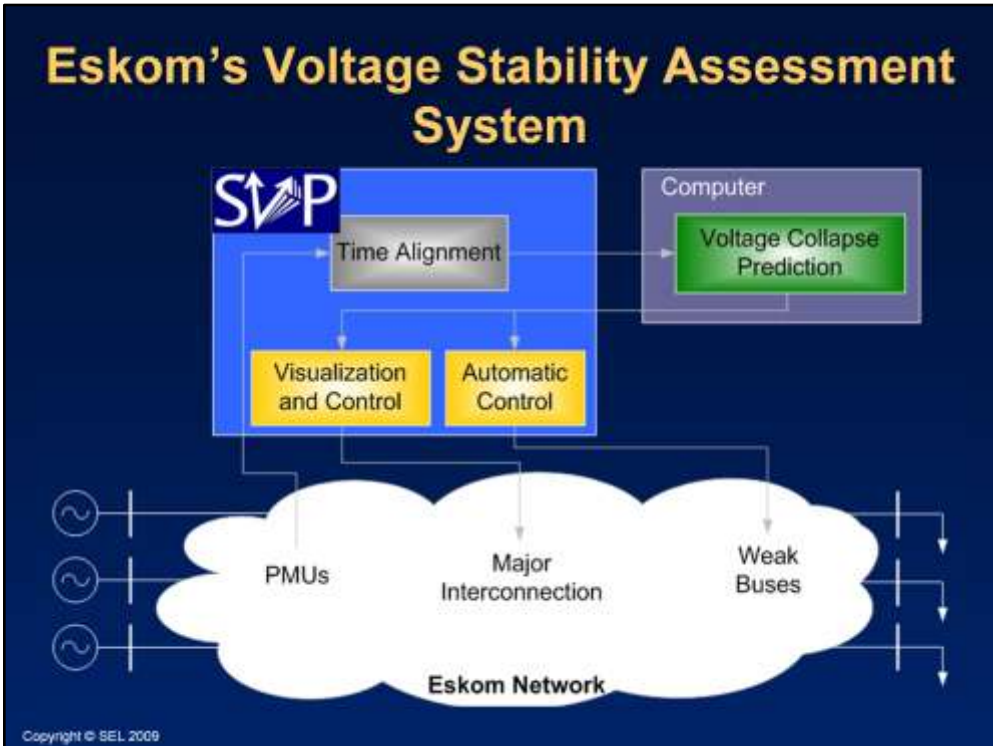 Eskom's Voltage Stability Assessment
System
SVP
Computer
Time Alignment
Voltage Collapse
Prediction
Visualization
and Control
Automatic
Control
PMUs
Major
Interconnection
Weak
Buses
Eskom Network
Copyright © SEL 2009